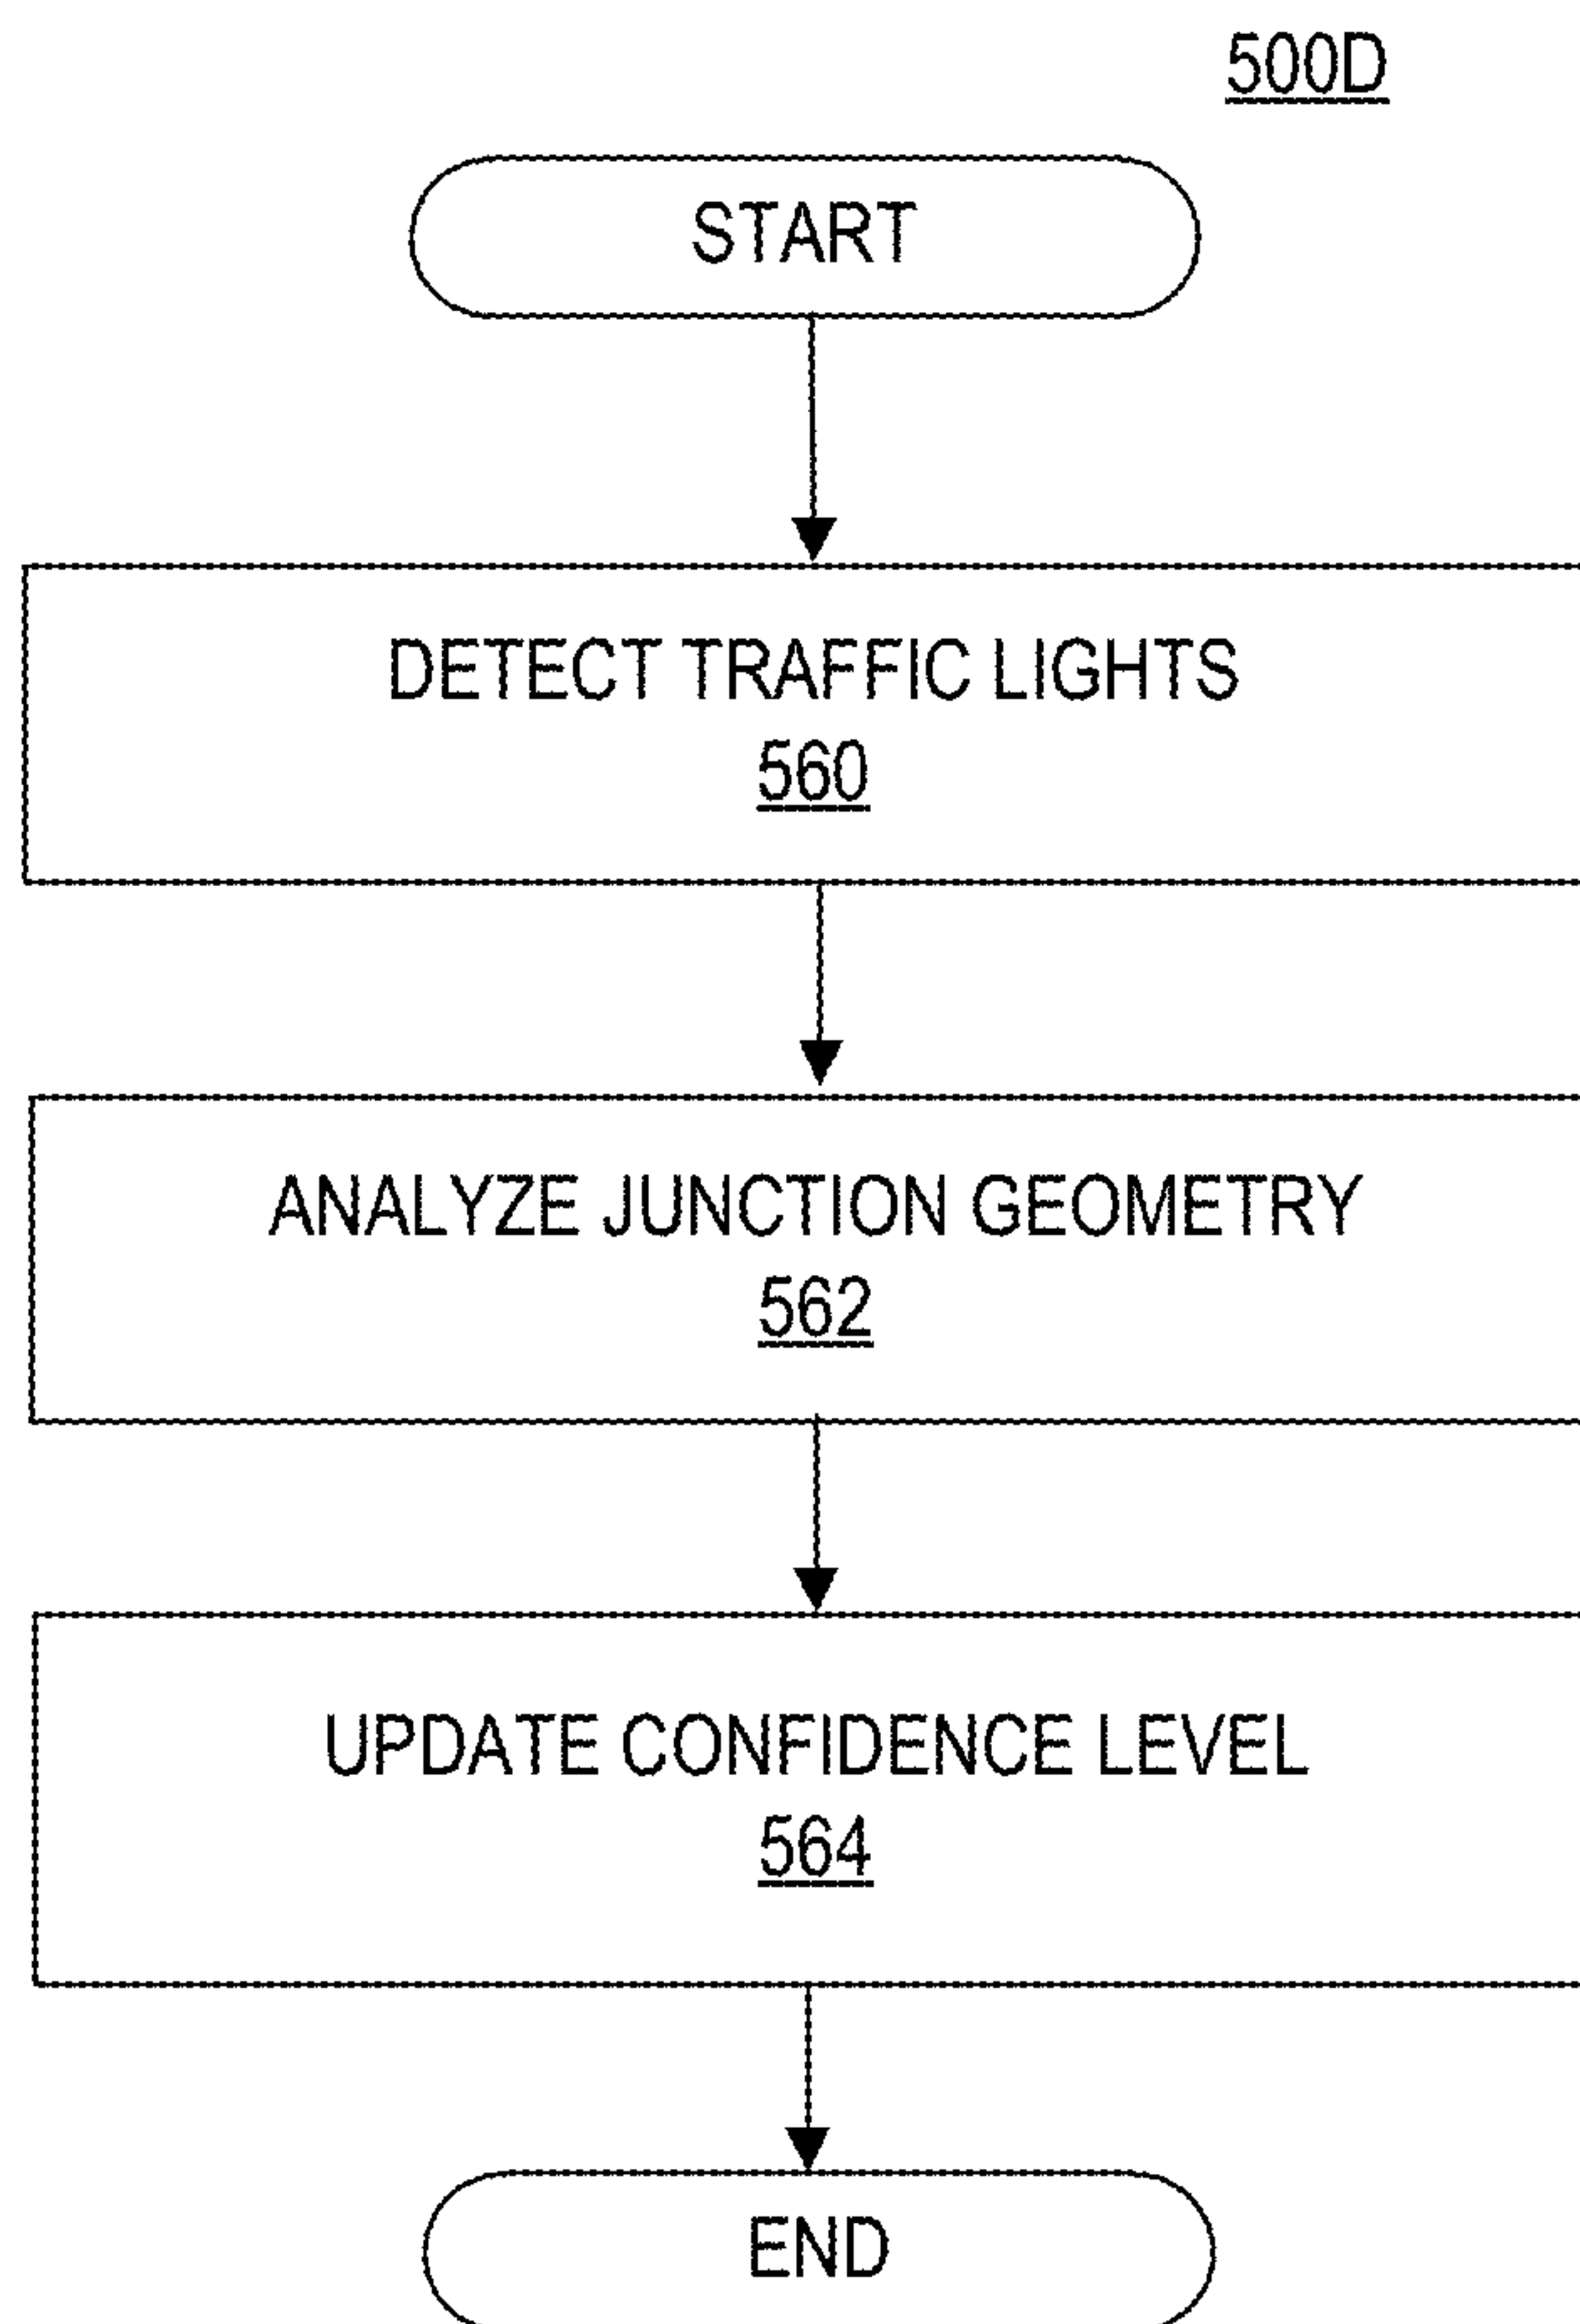 500D
START
DETECT TRAFFIC LIGHTS
560
ANALYZE JUNCTION GEOMETRY
562
UPDATE CONFIDENCE LEVEL
564
END